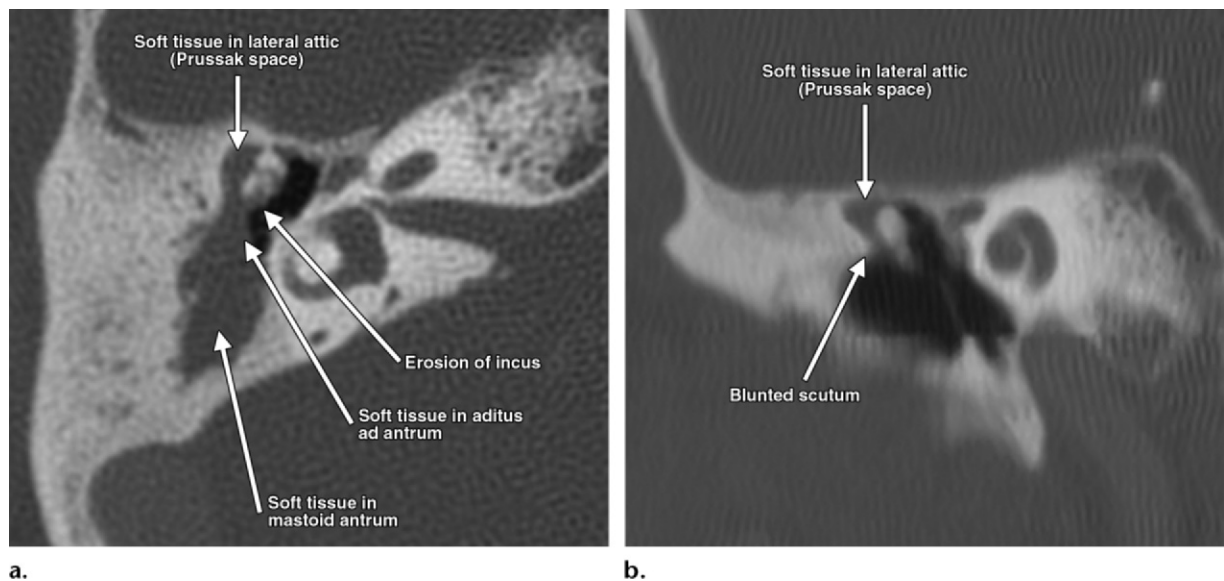 Soft tissue in lateral attic
(Prussak space)
Erosion of incus
Soft tissue in aditus
ad antrum
Soft tissue in
mastoid antrum
a.
Soft tissue in lateral attic
(Prussak space)
Blunted scutum
b.